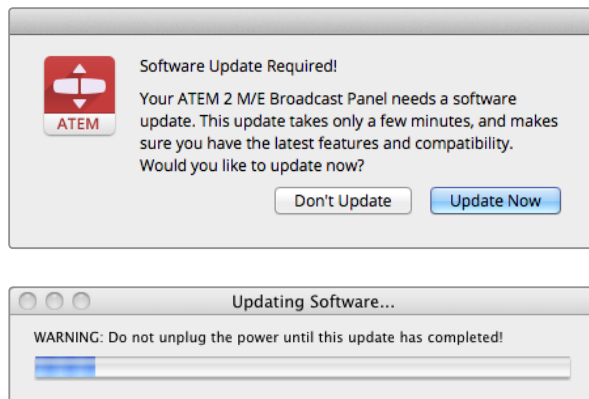 Software Update Required!
Your ATEM 2 M/E Broadcast Panel needs a software
update. This update takes only a few minutes, and makes
sure you have the latest features and compatibility.
Would you like to update now?
ATEM
Don't Update
Update Now
Updating Software...
WARNING: Do not unplug the power until this update has completed!